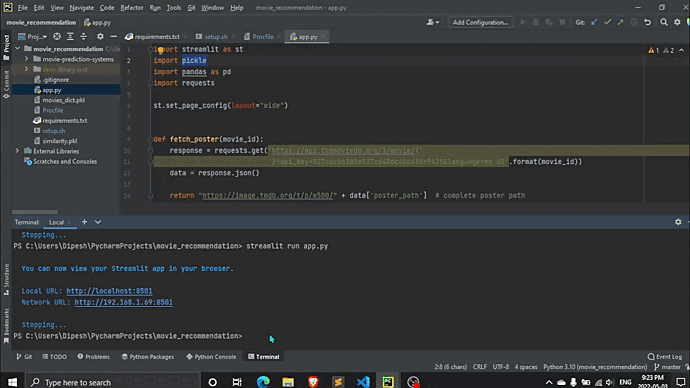 File Edit View Navigate Code Refactor Run Tools Git Window Help movie_recommendation - app.py
movie_recommendation app.py
Add Configuration... Git:
Proj... requirements.txt setup.sh Procfile app.py
movie_recommendation
movie-prediction-systems
venv library root
.gitignore
app.py
movies_dict.pkl
Procfile
requirements.txt
setup.sh
similarity.pkl
External Libraries
Scratches and Consoles
1 import streamlit as st
2 import pickle
3 import pandas as pd
4 import requests
5
6 st.set_page_config(layout="wide")
7
8
9 def fetch_poster(movie_id):
10 response = requests.get(
11 .format(movie_id))
12 data = response.json()
13
14 return "https://image.tmdb.org/t/p/w500/" + data['poster_path'] # complete poster path
2 1
Project
Commit
Structure
Bookmarks
Terminal: Local
Stopping...
PS C:\Users\Dipesh\PycharmProjects\movie_recommendation> streamlit run app.py
You can now view your Streamlit app in your browser.
Local URL: http://localhost:8501
Network URL: http://192.168.1.69:8501
Stopping...
PS C:\Users\Dipesh\PycharmProjects\movie_recommendation>
Git TODO Problems Python Packages Python Console Terminal Event Log
2:8 (6 chars) CRLF UTF-8 4 spaces Python 3.10 (movie_recommendation) master
Type here to search
ENG 9:23 PM
2022-05-03